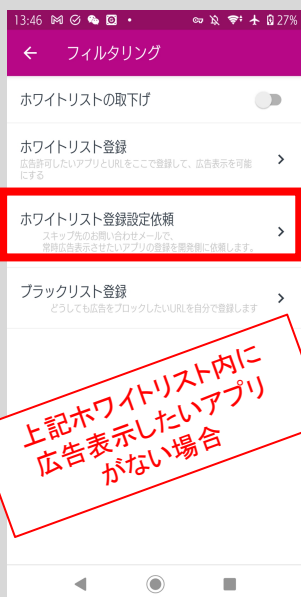 13:46 27%
フィルタリング
ホワイトリストの取下げ
ホワイトリスト登録
広告許可したいアプリとURLをここで登録して、広告表示を可能
にする
ホワイトリスト登録設定依頼
スキップ先のお問い合わせメールで、
常時広告表示させたいアプリの登録を開発側に依頼します。
ブラックリスト登録
どうしても広告をブロックしたいURLを自分で登録します
上記ホワイトリスト内に
広告表示したいアプリ
がない場合